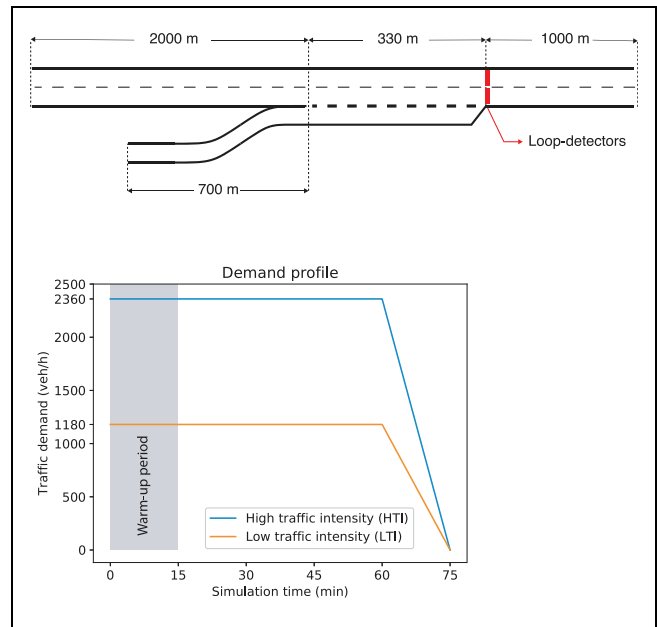 2000 m
330 m
1000 m
Loop-detectors
700 m
Demand profile
2500
2360
2000
1500
1180
1000
500
0
Traffic demand (veh/h)
Warm-up period
High traffic intensity (HTI)
Low traffic intensity (LTI)
0
15
30
45
60
75
Simulation time (min)